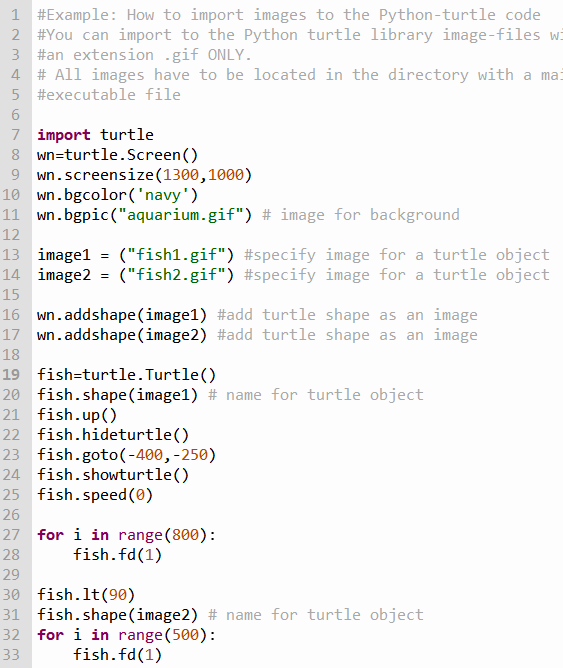 1 #Example: How to import images to the Python-turtle code
2 #You can import to the Python turtle library image-files
3 #an extension .gif ONLY.
4 # All images have to be located in the directory with a
5 #executable file
6
7 import turtle
8 wn=turtle.Screen()
9 wn.screensize(1300,1000)
10 wn.bgcolor('navy')
11 wn.bgpic("aquarium.gif") # image for background
12
13 image1 = ("fish1.gif") #specify image for a turtle object
14 image2 = ("fish2.gif") #specify image for a turtle object
15
16 wn.addshape(image1) #add turtle shape as an image
17 wn.addshape(image2) #add turtle shape as an image
18
19 fish=turtle.Turtle()
20 fish.shape(image1) # name for turtle object
21 fish.up()
22 fish.hideturtle()
23 fish.goto(-400,-250)
24 fish.showturtle()
25 fish.speed(0)
26
27 for i in range(800):
28     fish.fd(1)
29
30 fish.lt(90)
31 fish.shape(image2) # name for turtle object
32 for i in range(500):
33     fish.fd(1)